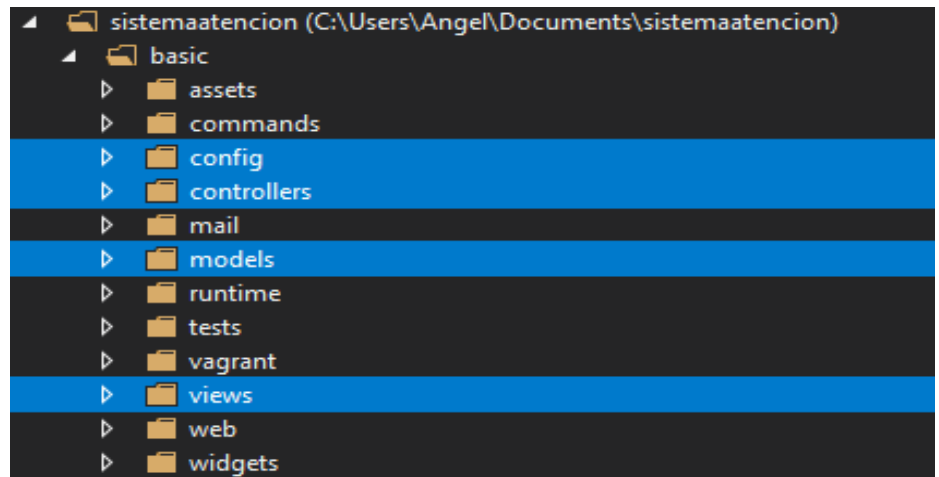 sistemaatencion (C:\Users\Angel\Documents\sistemaatencion)
basic
assets
commands
config
controllers
mail
models
runtime
tests
vagrant
views
web
widgets